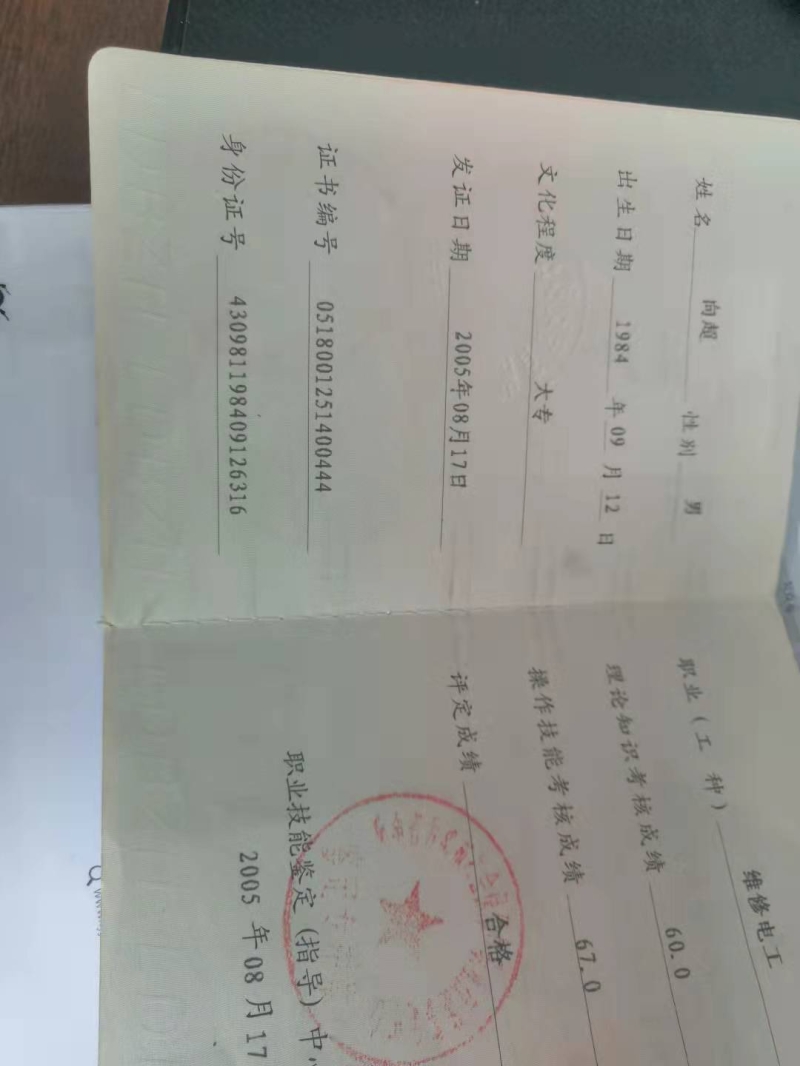 姓名 向超 性别 男
出生日期 1984 年 09 月 12 日
文化程度 大专
发证日期 2005年08月17日
证书编号 0518001251400444
身份证号 430981198409126316
职业（工 种） 维修电工
理论知识考核成绩 60.0
操作技能考核成绩 67.0
评定成绩 合格
职业技能鉴定（指导）中
2005 年 08 月 17